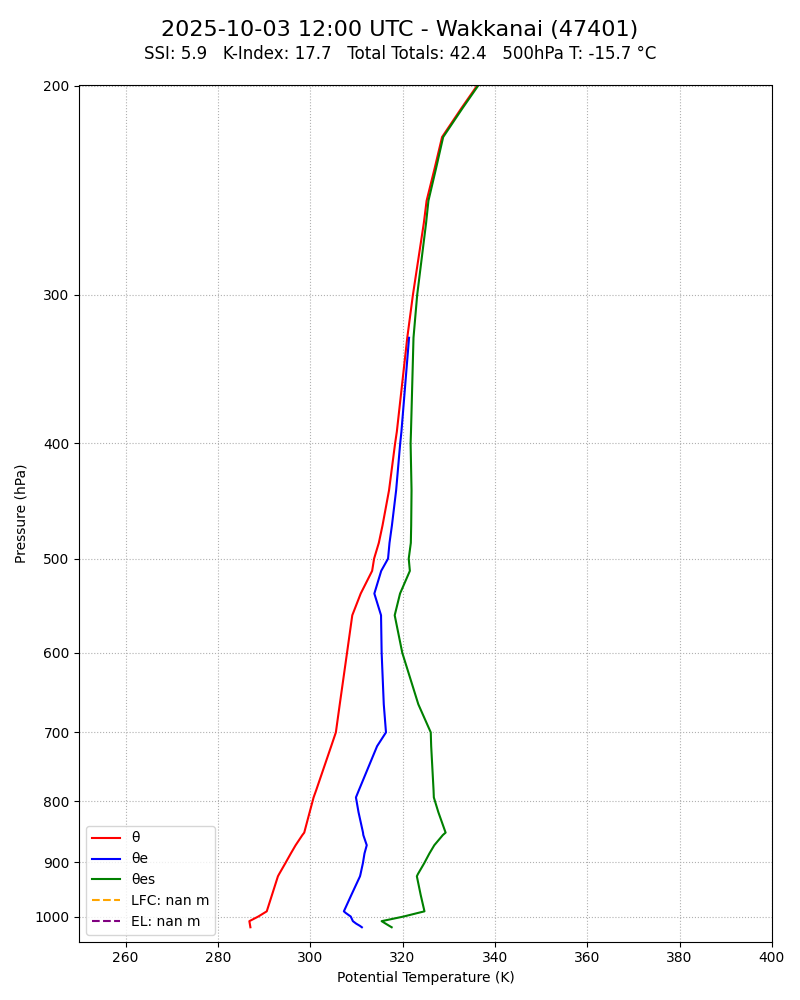 2025-10-03 12:00 UTC - Wakkanai (47401)
SSI: 5.9   K-Index: 17.7   Total Totals: 42.4   500hPa T: -15.7 °C
200
300
400
500
600
700
800
900
1000
Pressure (hPa)
θ
θe
θes
LFC: nan m
EL: nan m
260 280 300 320 340 360 380 400
Potential Temperature (K)